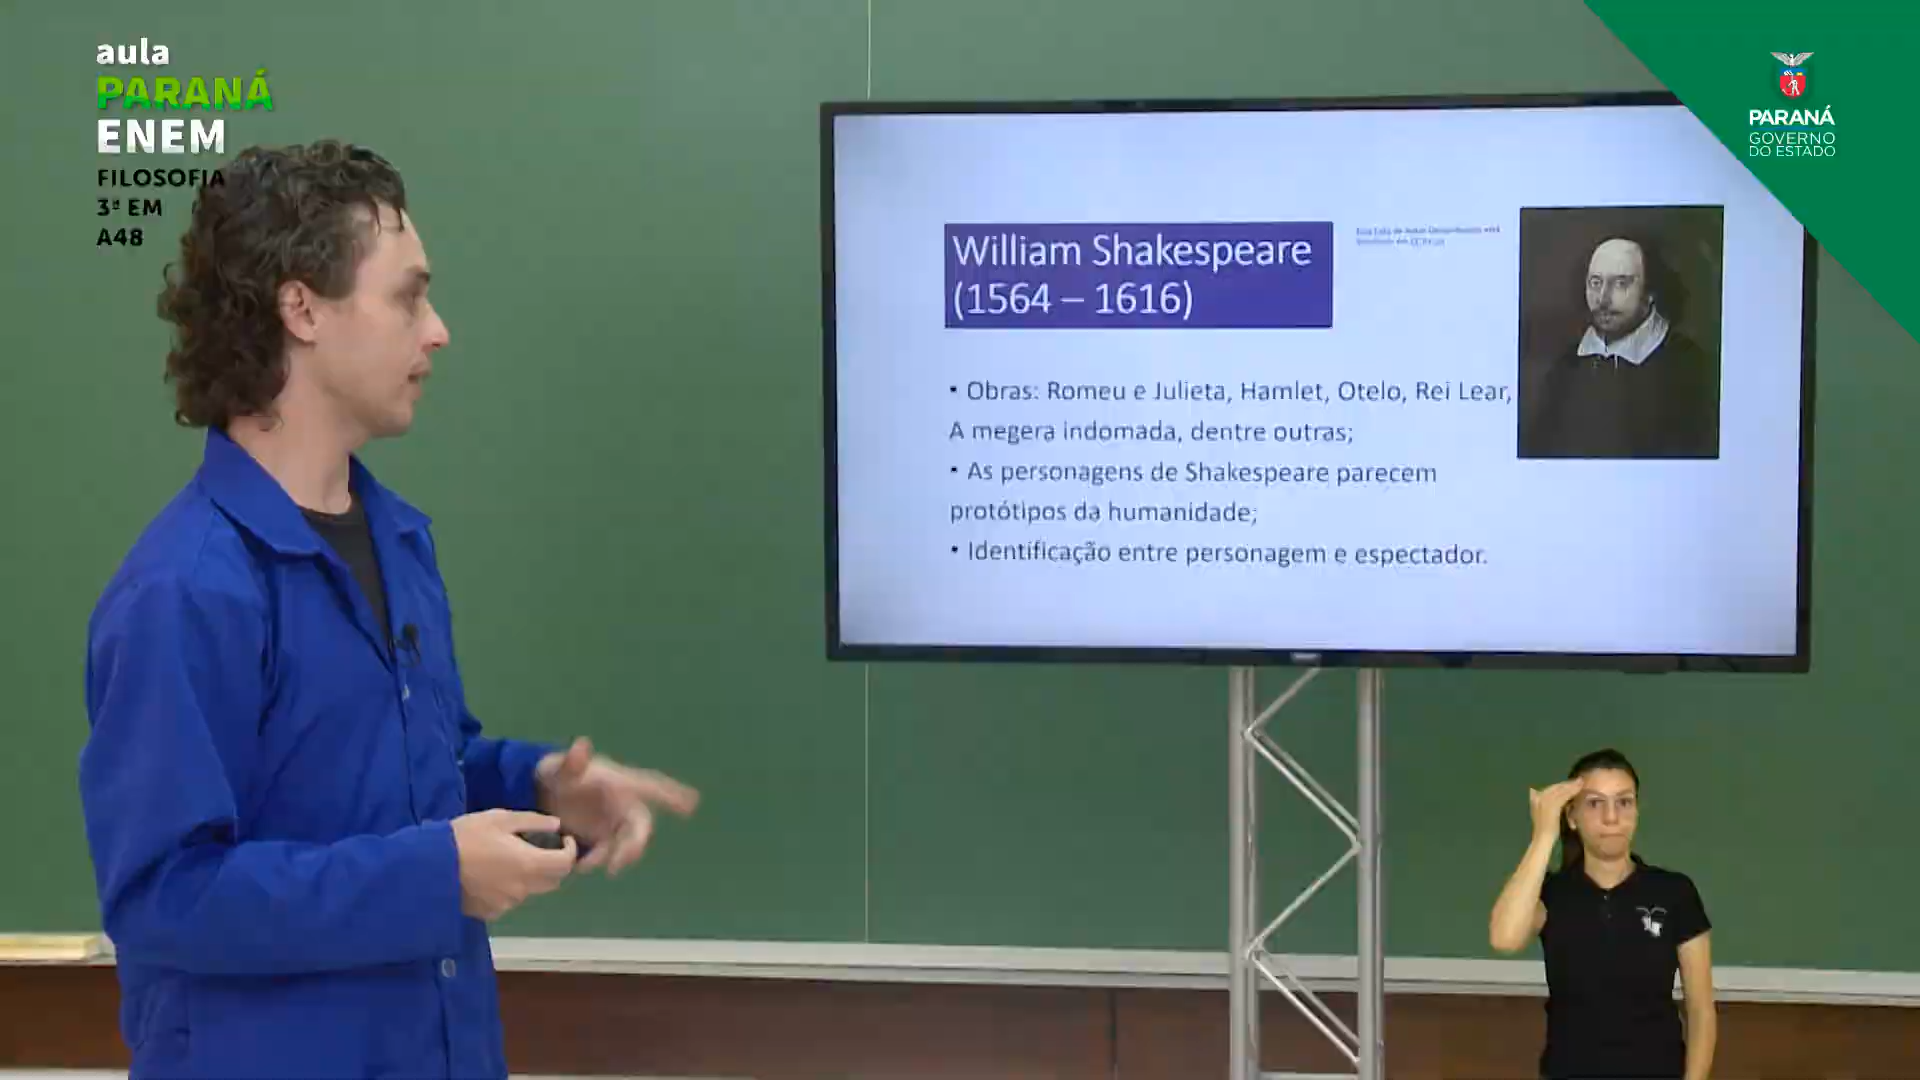 aula
PARANÁ
ENEM
FILOSOFIA
3ª EM
A48
PARANÁ
GOVERNO
DO ESTADO
William Shakespeare
(1564 – 1616)
• Obras: Romeu e Julieta, Hamlet, Otelo, Rei Lear,
A megera indomada, dentre outras;
• As personagens de Shakespeare parecem
protótipos da humanidade;
• Identificação entre personagem e espectador.